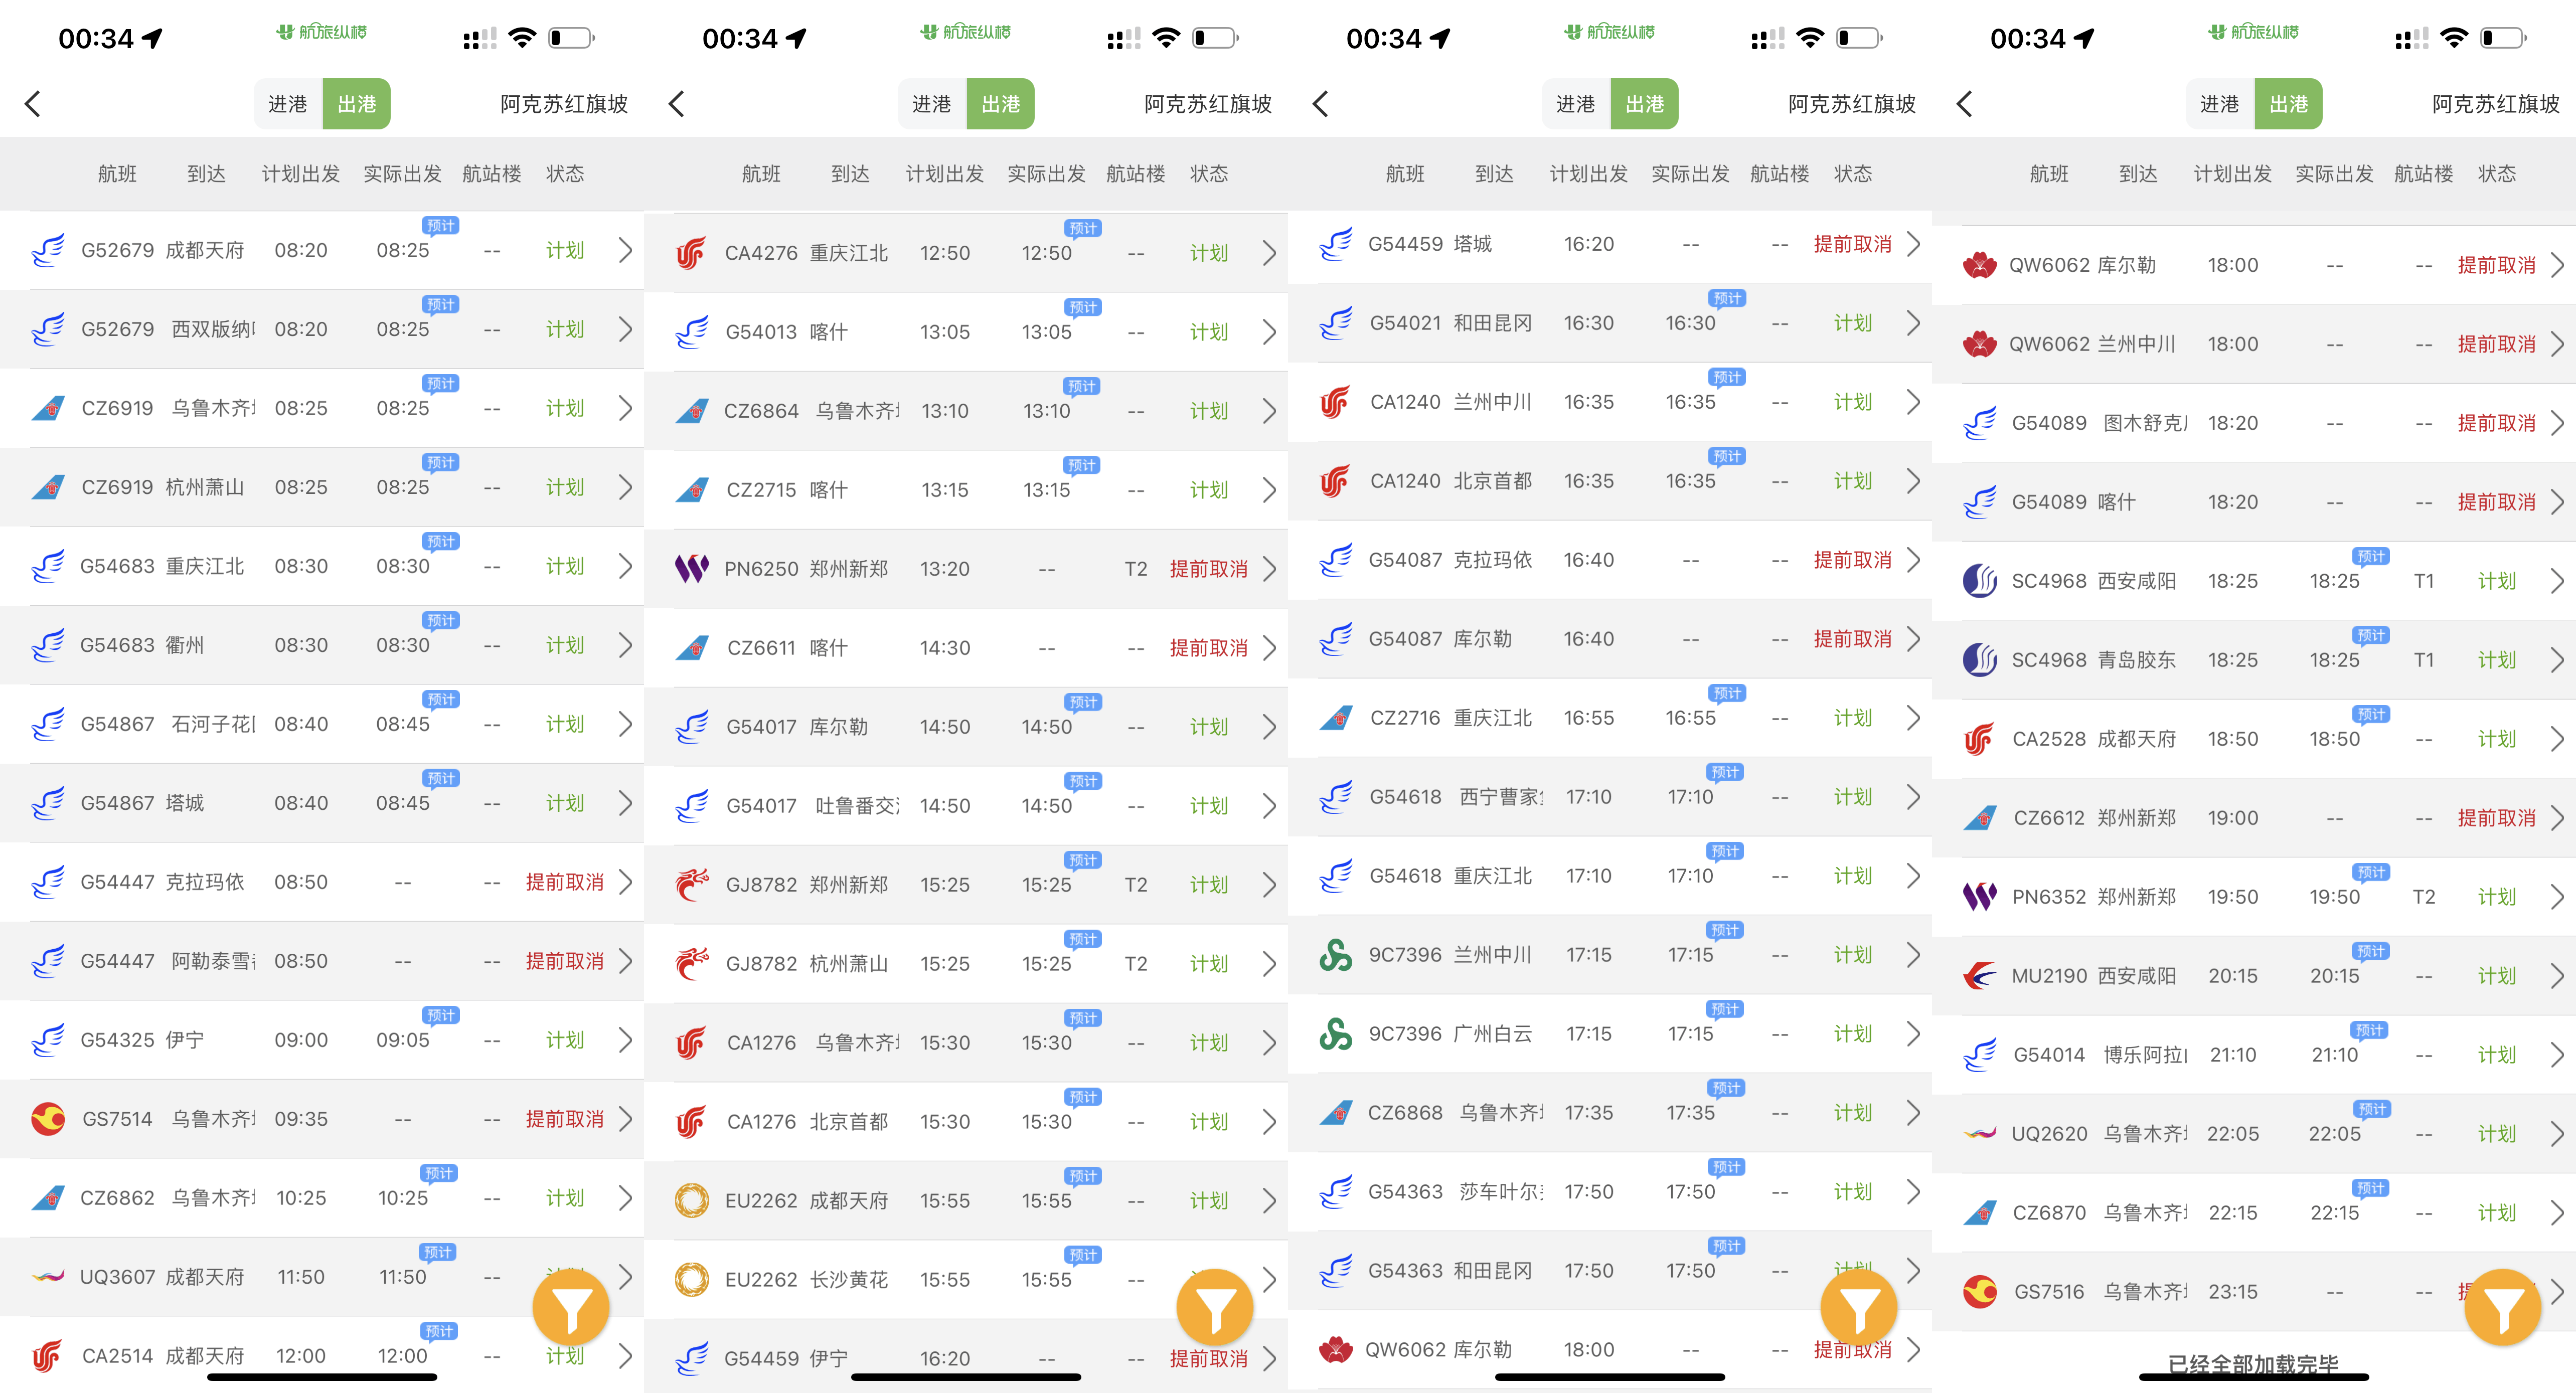 00:34
航旅纵横
进港 出港 阿克苏红旗坡
航班 到达 计划出发 实际出发 航站楼 状态
预计
G52679 成都天府 08:20 08:25 -- 计划
预计
G52679 西双版纳 08:20 08:25 -- 计划
预计
CZ6919 乌鲁木齐 08:25 08:25 -- 计划
预计
CZ6919 杭州萧山 08:25 08:25 -- 计划
预计
G54683 重庆江北 08:30 08:30 -- 计划
预计
G54683 衢州 08:30 08:30 -- 计划
预计
G54867 石河子花 08:40 08:45 -- 计划
预计
G54867 塔城 08:40 08:45 -- 计划
G54447 克拉玛依 08:50 -- -- 提前取消
G54447 阿勒泰雪 08:50 -- -- 提前取消
预计
G54325 伊宁 09:00 09:05 -- 计划
GS7514 乌鲁木齐 09:35 -- -- 提前取消
预计
CZ6862 乌鲁木齐 10:25 10:25 -- 计划
预计
UQ3607 成都天府 11:50 11:50 --
预计
CA2514 成都天府 12:00 12:00 -- 计划
00:34
航旅纵横
进港 出港 阿克苏红旗坡
航班 到达 计划出发 实际出发 航站楼 状态
预计
CA4276 重庆江北 12:50 12:50 -- 计划
预计
G54013 喀什 13:05 13:05 -- 计划
预计
CZ6864 乌鲁木齐 13:10 13:10 -- 计划
预计
CZ2715 喀什 13:15 13:15 -- 计划
PN6250 郑州新郑 13:20 -- T2 提前取消
CZ6611 喀什 14:30 -- -- 提前取消
预计
G54017 库尔勒 14:50 14:50 -- 计划
预计
G54017 吐鲁番交 14:50 14:50 -- 计划
预计
GJ8782 郑州新郑 15:25 15:25 T2 计划
预计
GJ8782 杭州萧山 15:25 15:25 T2 计划
预计
CA1276 乌鲁木齐 15:30 15:30 -- 计划
预计
CA1276 北京首都 15:30 15:30 -- 计划
预计
EU2262 成都天府 15:55 15:55 -- 计划
预计
EU2262 长沙黄花 15:55 15:55 --
G54459 伊宁 16:20 -- -- 提前取消
00:34
航旅纵横
进港 出港 阿克苏红旗坡
航班 到达 计划出发 实际出发 航站楼 状态
G54459 塔城 16:20 -- -- 提前取消
预计
G54021 和田昆冈 16:30 16:30 -- 计划
预计
CA1240 兰州中川 16:35 16:35 -- 计划
预计
CA1240 北京首都 16:35 16:35 -- 计划
G54087 克拉玛依 16:40 -- -- 提前取消
G54087 库尔勒 16:40 -- -- 提前取消
预计
CZ2716 重庆江北 16:55 16:55 -- 计划
预计
G54618 西宁曹家 17:10 17:10 -- 计划
预计
G54618 重庆江北 17:10 17:10 -- 计划
预计
9C7396 兰州中川 17:15 17:15 -- 计划
预计
9C7396 广州白云 17:15 17:15 -- 计划
预计
CZ6868 乌鲁木齐 17:35 17:35 -- 计划
预计
G54363 莎车叶尔 17:50 17:50 -- 计划
预计
G54363 和田昆冈 17:50 17:50 -- 计划
QW6062 库尔勒 18:00 -- -- 提前取消
00:34
航旅纵横
进港 出港 阿克苏红旗坡
航班 到达 计划出发 实际出发 航站楼 状态
QW6062 库尔勒 18:00 -- -- 提前取消
QW6062 兰州中川 18:00 -- -- 提前取消
G54089 图木舒克 18:20 -- -- 提前取消
G54089 喀什 18:20 -- -- 提前取消
预计
SC4968 西安咸阳 18:25 18:25 T1 计划
预计
SC4968 青岛胶东 18:25 18:25 T1 计划
预计
CA2528 成都天府 18:50 18:50 -- 计划
CZ6612 郑州新郑 19:00 -- -- 提前取消
预计
PN6352 郑州新郑 19:50 19:50 T2 计划
预计
MU2190 西安咸阳 20:15 20:15 -- 计划
预计
G54014 博乐阿拉 21:10 21:10 -- 计划
预计
UQ2620 乌鲁木齐 22:05 22:05 -- 计划
预计
CZ6870 乌鲁木齐 22:15 22:15 -- 计划
GS7516 乌鲁木齐 23:15 -- --
已经全部加载完毕